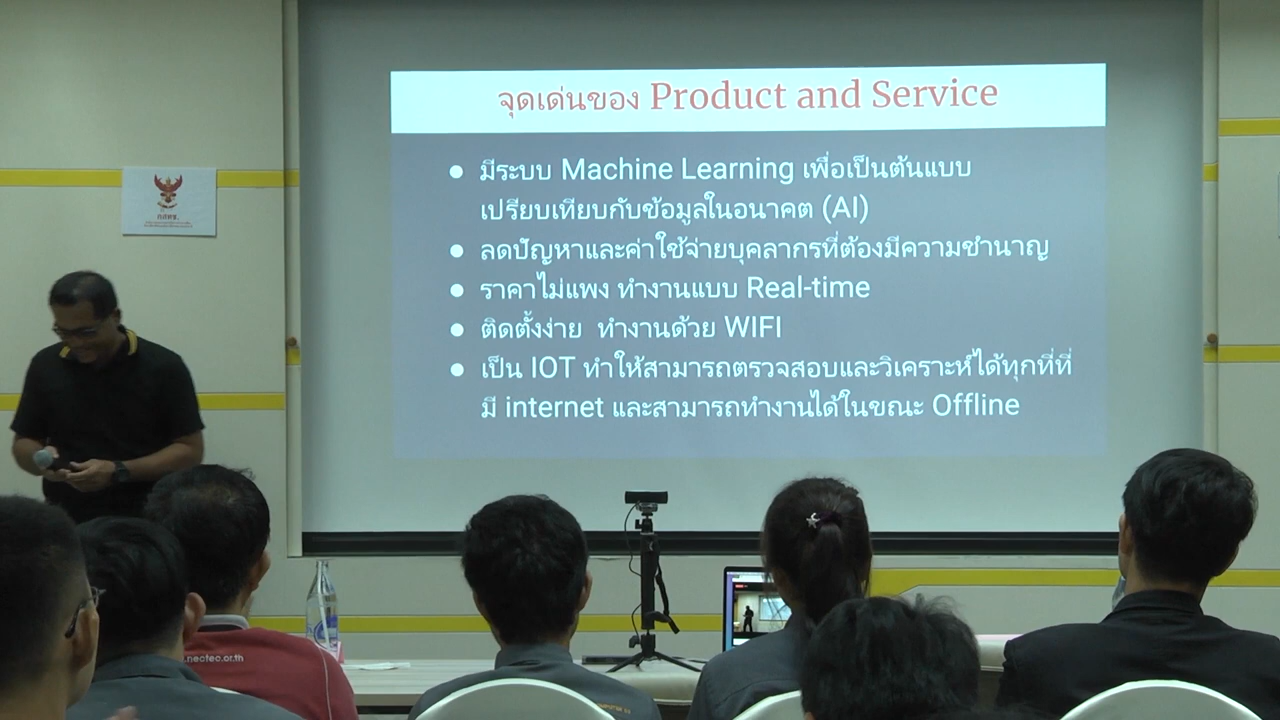 จุดเด่นของ Product and Service
● มีระบบ Machine Learning เพื่อเป็นต้นแบบ
เปรียบเทียบกับข้อมูลในอนาคต (AI)
● ลดปัญหาและค่าใช้จ่ายบุคลากรที่ต้องมีความชำนาญ
● ราคาไม่แพง ทำงานแบบ Real-time
● ติดตั้งง่าย ทำงานด้วย WIFI
● เป็น IOT ทำให้สามารถตรวจสอบและวิเคราะห์ได้ทุกที่ที่
มี internet และสามารถทำงานได้ในขณะ Offline
กสทช.
.nectec.or.th